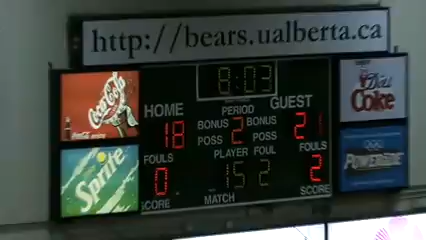 http://bears.ualberta.ca
Coca-Cola
8:03
Diet Coke
HOME
PERIOD
GUEST
18
BONUS 2 BONUS
21
POSS POSS
FOULS
PLAYER FOUL
FOULS
Sprite
0
15 2
2
POWERADE
SCORE
MATCH
SCORE